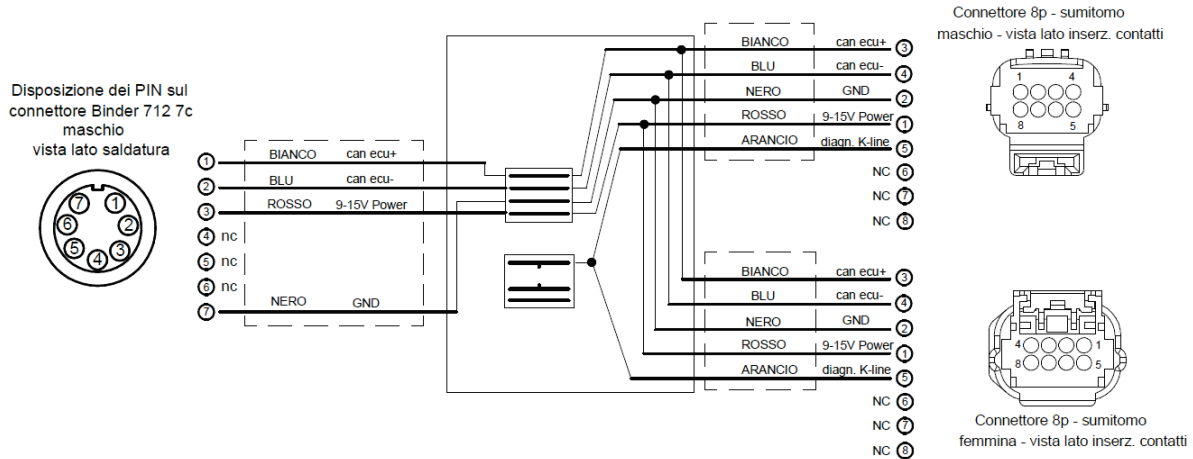 Disposizione dei PIN sul
connettore Binder 712 7c
maschio
vista lato saldatura
7 1
6 2
5 4 3
1 BIANCO can ecu+
2 BLU can ecu-
3 ROSSO 9-15V Power
4 nc
5 nc
6 nc
7 NERO GND
BIANCO can ecu+ 3
BLU can ecu- 4
NERO GND 2
ROSSO 9-15V Power 1
ARANCIO diagn. K-line 5
NC 6
NC 7
NC 8
BIANCO can ecu+ 3
BLU can ecu- 4
NERO GND 2
ROSSO 9-15V Power 1
ARANCIO diagn. K-line 5
NC 6
NC 7
NC 8
Connettore 8p - sumitomo
maschio - vista lato inserz. contatti
1 4
8 5
4 1
8 5
Connettore 8p - sumitomo
femmina - vista lato inserz. contatti